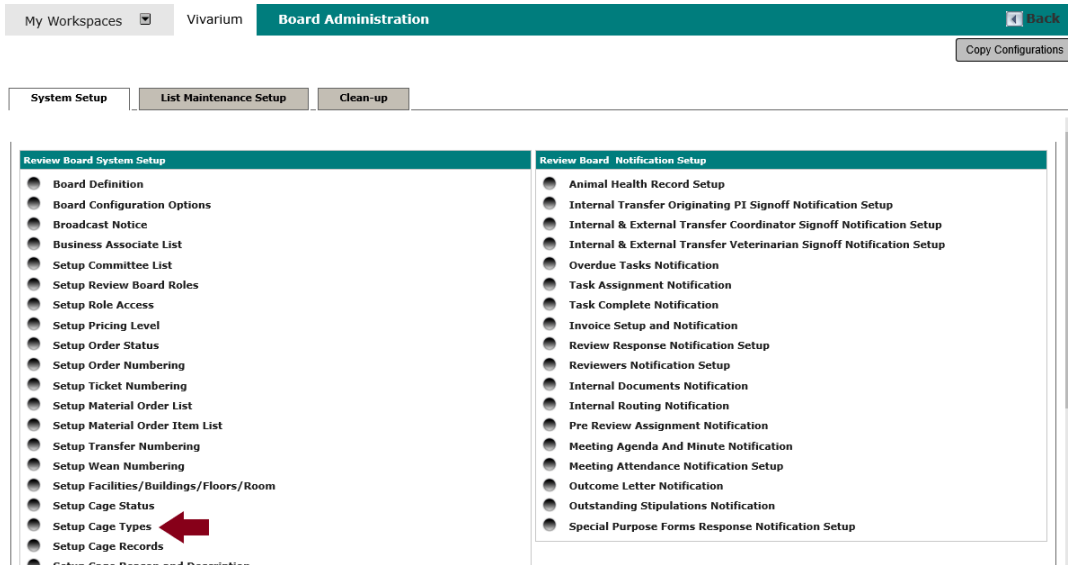 My Workspaces Vivarium Board Administration Back
Copy Configurations
System Setup List Maintenance Setup Clean-up
Review Board System Setup
Board Definition
Board Configuration Options
Broadcast Notice
Business Associate List
Setup Committee List
Setup Review Board Roles
Setup Role Access
Setup Pricing Level
Setup Order Status
Setup Order Numbering
Setup Ticket Numbering
Setup Material Order List
Setup Material Order Item List
Setup Transfer Numbering
Setup Wean Numbering
Setup Facilities/Buildings/Floors/Room
Setup Cage Status
Setup Cage Types
Setup Cage Records
Setup Cage Reason and Description
Review Board Notification Setup
Animal Health Record Setup
Internal Transfer Originating PI Signoff Notification Setup
Internal & External Transfer Coordinator Signoff Notification Setup
Internal & External Transfer Veterinarian Signoff Notification Setup
Overdue Tasks Notification
Task Assignment Notification
Task Complete Notification
Invoice Setup and Notification
Review Response Notification Setup
Reviewers Notification Setup
Internal Documents Notification
Internal Routing Notification
Pre Review Assignment Notification
Meeting Agenda And Minute Notification
Meeting Attendance Notification Setup
Outcome Letter Notification
Outstanding Stipulations Notification
Special Purpose Forms Response Notification Setup